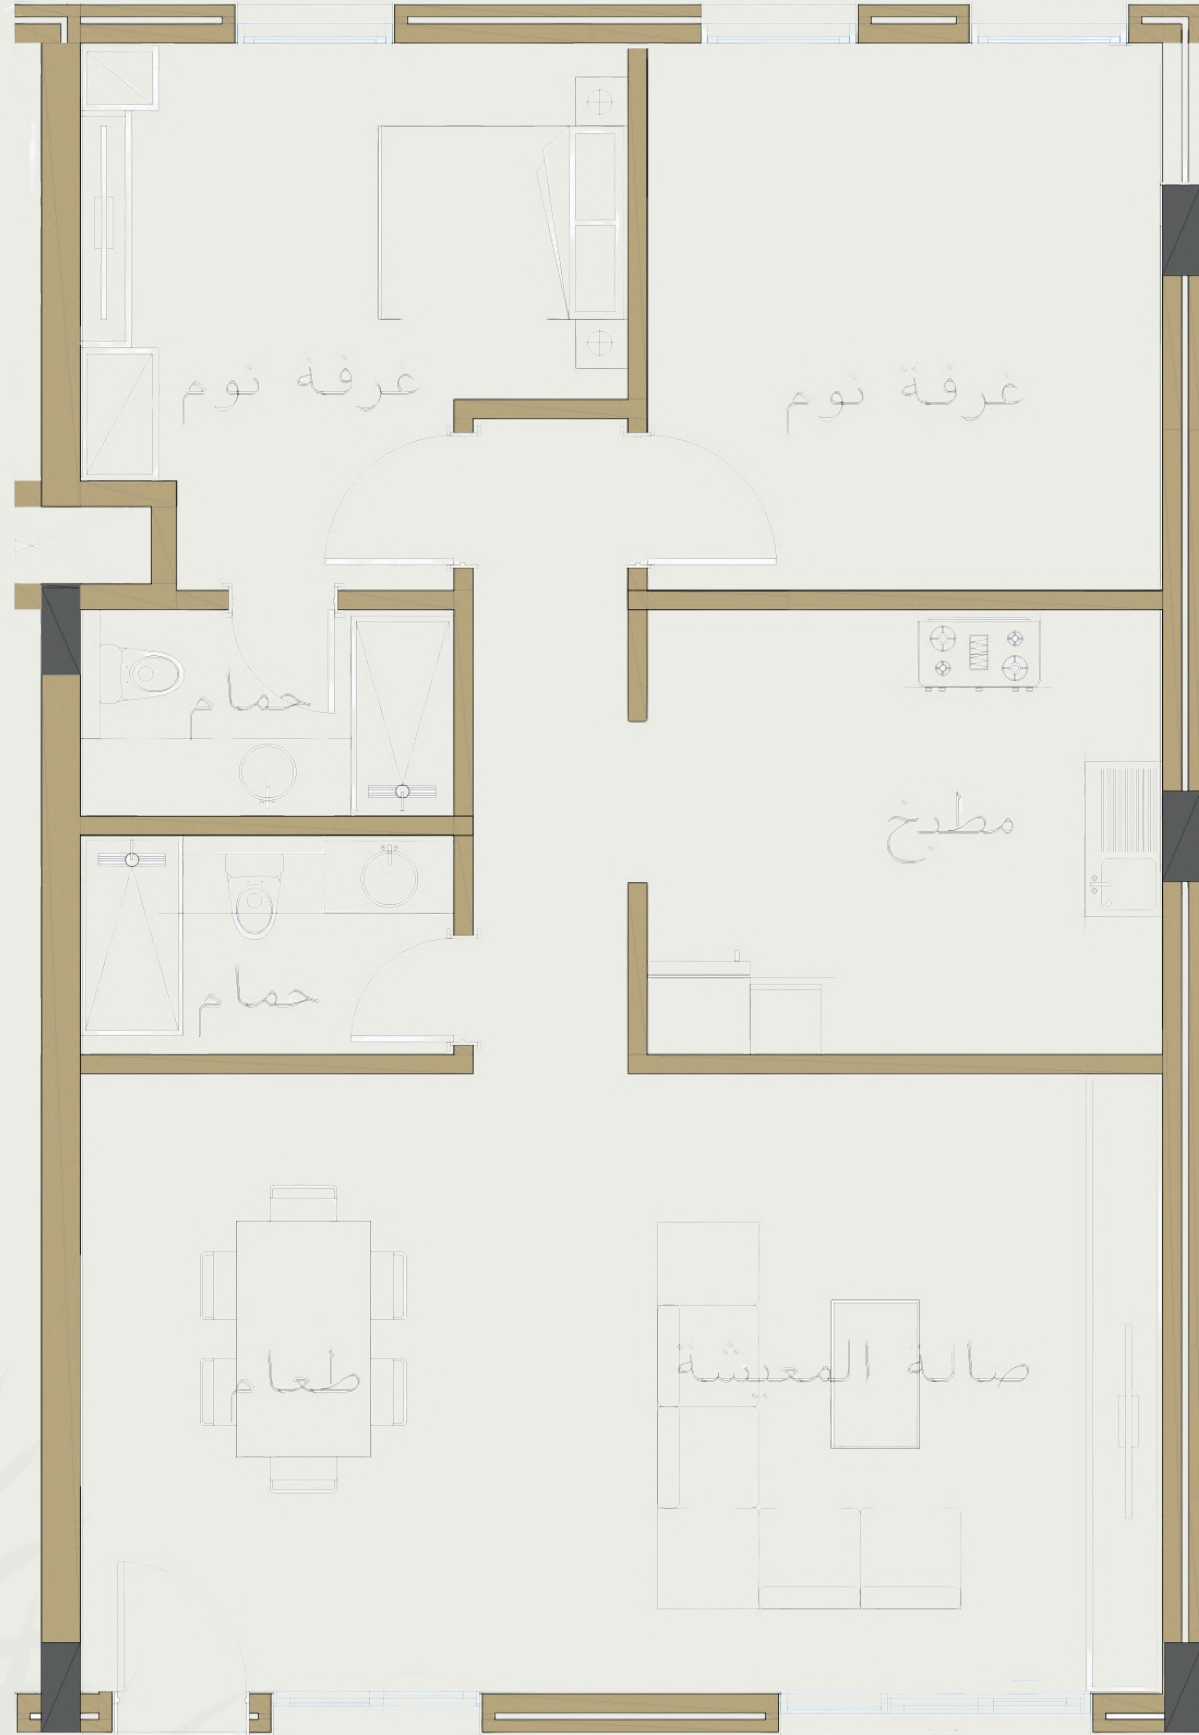 غرفة نوم
غرفة نوم
حمام
مطبخ
حمام
طعام
صالة المعيشة